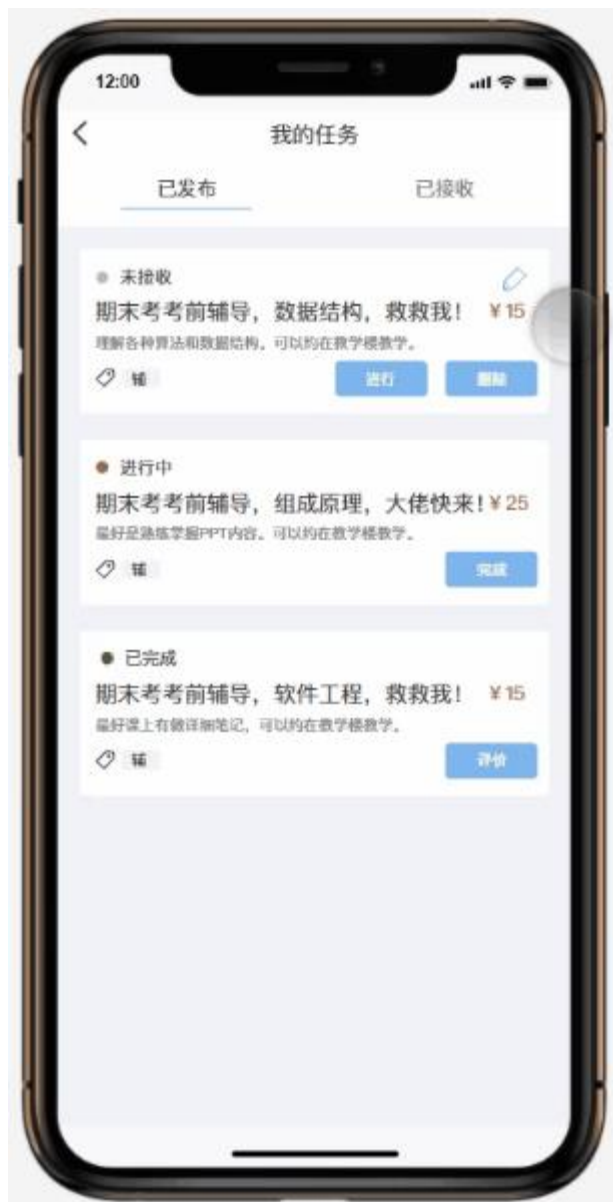 12:00
我的任务
已发布
已接收
未接收
期末考考前辅导，数据结构，救救我！ ¥15
理解各种算法和数据结构。可以约在教学楼教学。
辅
进行
删除
进行中
期末考考前辅导，组成原理，大佬快来！¥25
最好是熟练掌握PPT内容。可以约在教学楼教学。
辅
完成
已完成
期末考考前辅导，软件工程，救救我！ ¥15
最好课上有做详细笔记，可以约在教学楼教学。
辅
评价